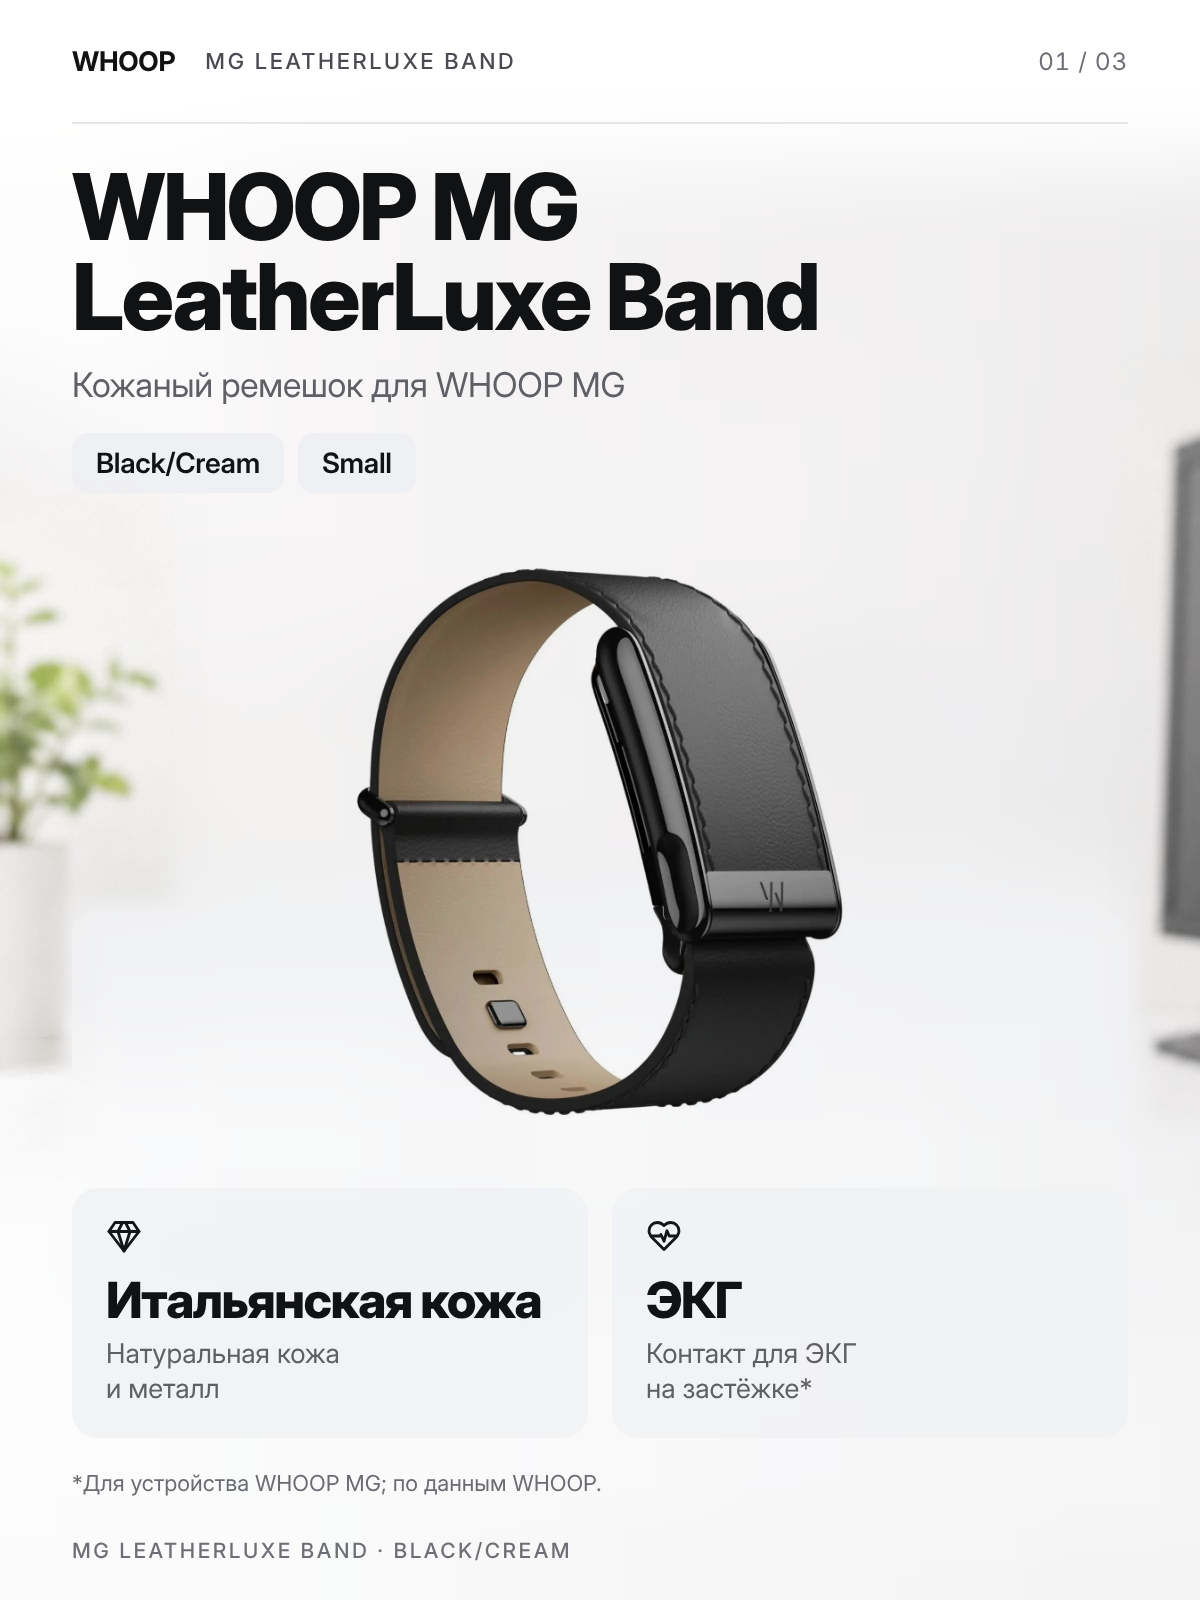 WHOOP MG LEATHERLUXE BAND 01 / 03
WHOOP MG
LeatherLuxe Band
Кожаный ремешок для WHOOP MG
Black/Cream Small
W
Итальянская кожа
Натуральная кожа
и металл
ЭКГ
Контакт для ЭКГ
на застёжке*
*Для устройства WHOOP MG; по данным WHOOP.
MG LEATHERLUXE BAND · BLACK/CREAM